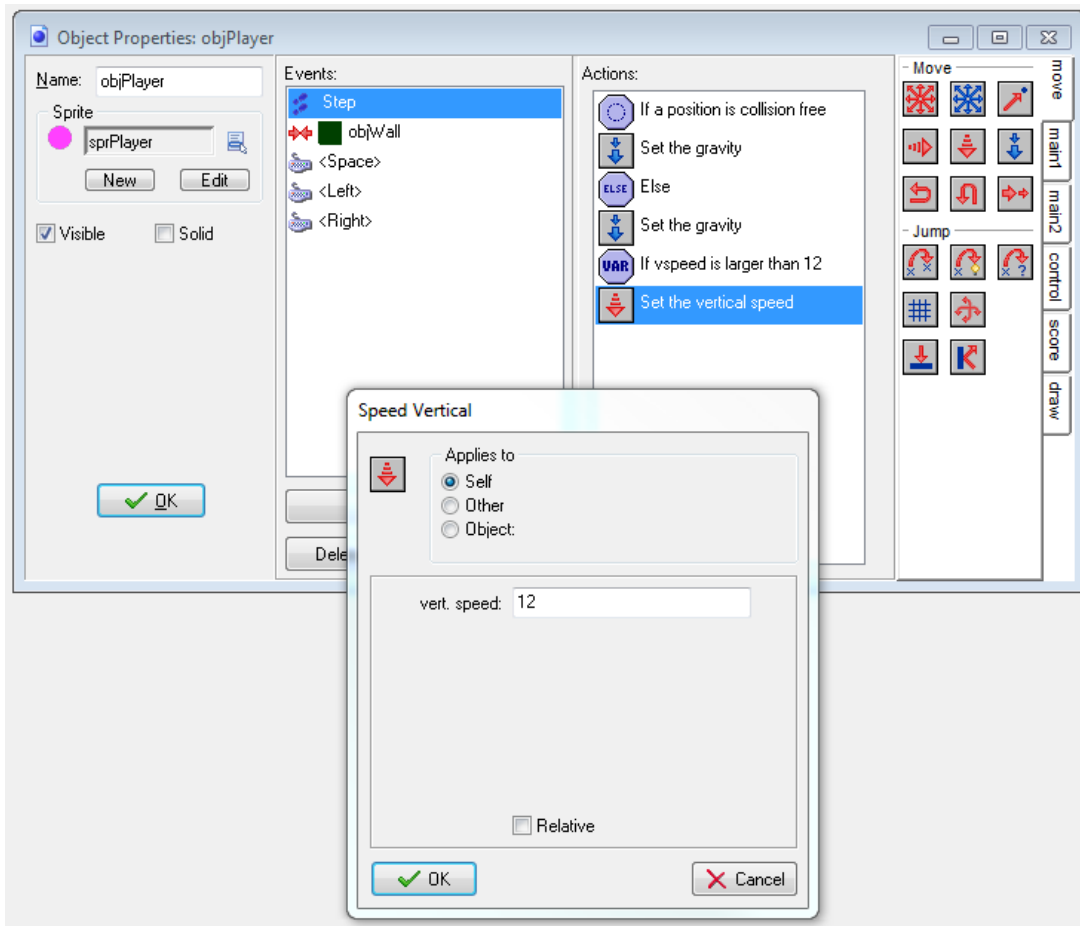 Object Properties: objPlayer
Name: objPlayer
Sprite
sprPlayer
New Edit
Visible Solid
OK
Events:
Step
objWall
<Space>
<Left>
<Right>
Dele
Actions:
If a position is collision free
Set the gravity
ELSE Else
Set the gravity
VAR If vspeed is larger than 12
Set the vertical speed
Move
Jump
move
main1
main2
control
score
draw
Speed Vertical
Applies to
Self
Other
Object:
vert. speed: 12
Relative
OK Cancel